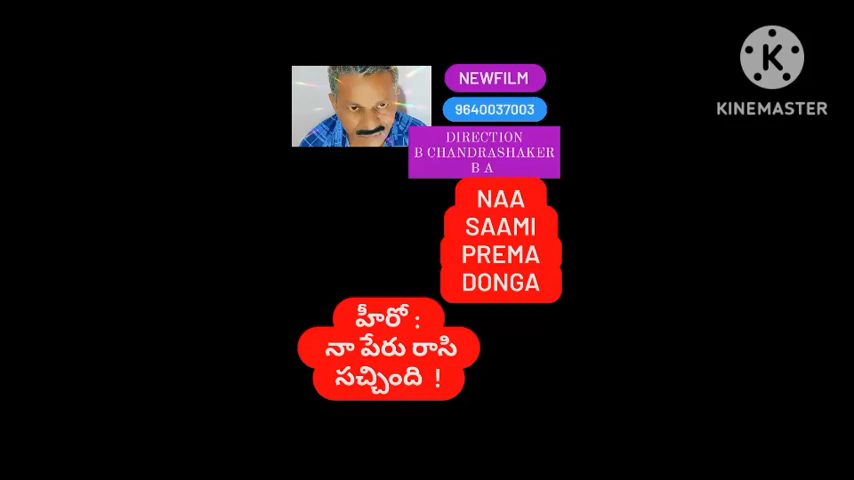 NEWFILM
9640037003
DIRECTION
B CHANDRASHAKER
B A
NAA
SAAMI
PREMA
DONGA
హీరో :
నా పేరు రాసి
సచ్చింది !
K
KINEMASTER